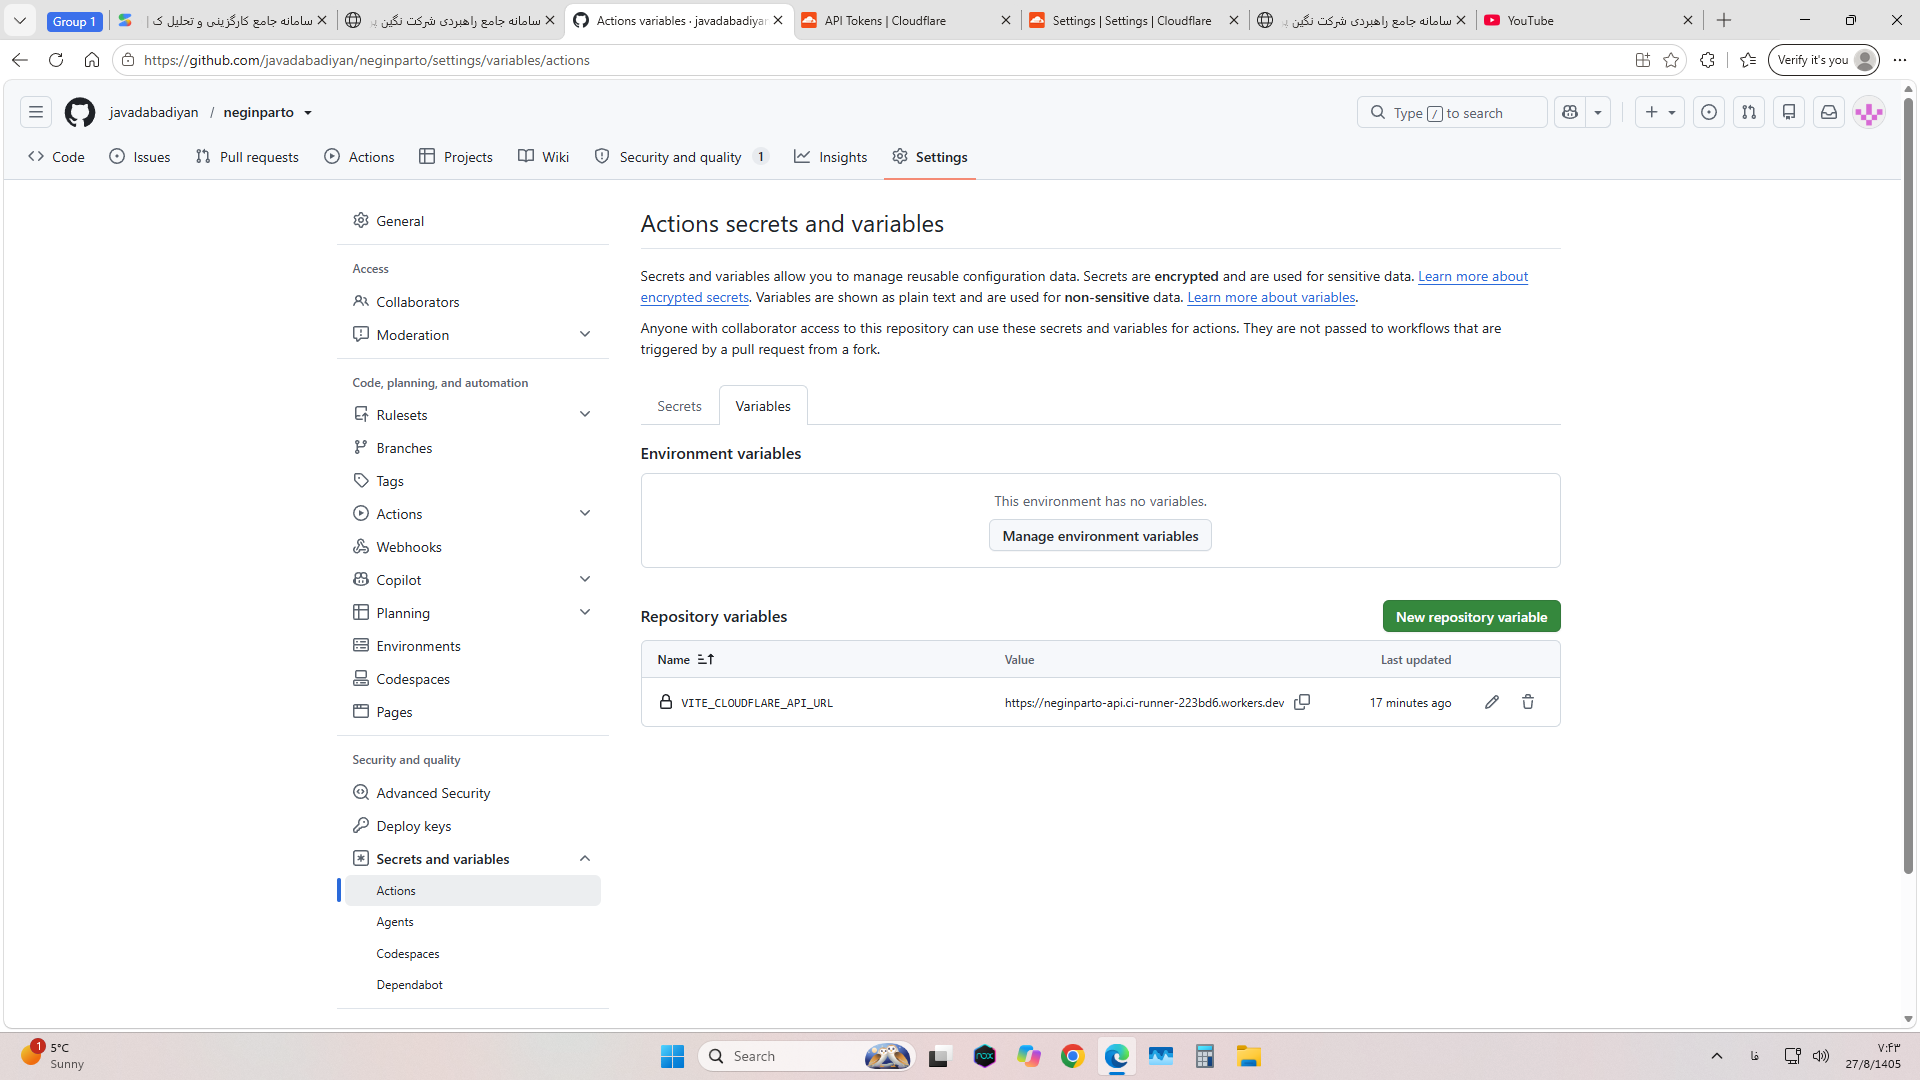 Group 1
سامانه جامع کارگزینی و تحلیل ک
سامانه جامع راهبردی شرکت نگین پر
Actions variables · javadabadiyan
API Tokens | Cloudflare
Settings | Settings | Cloudflare
سامانه جامع راهبردی شرکت نگین پر
YouTube
https://github.com/javadabadiyan/neginparto/settings/variables/actions
Verify it's you
javadabadiyan / neginparto
Type / to search
Code
Issues
Pull requests
Actions
Projects
Wiki
Security and quality 1
Insights
Settings
General
Access
Collaborators
Moderation
Code, planning, and automation
Rulesets
Branches
Tags
Actions
Webhooks
Copilot
Planning
Environments
Codespaces
Pages
Security and quality
Advanced Security
Deploy keys
Secrets and variables
Actions
Agents
Codespaces
Dependabot
Actions secrets and variables
Secrets and variables allow you to manage reusable configuration data. Secrets are encrypted and are used for sensitive data. Learn more about
encrypted secrets. Variables are shown as plain text and are used for non-sensitive data. Learn more about variables.
Anyone with collaborator access to this repository can use these secrets and variables for actions. They are not passed to workflows that are
triggered by a pull request from a fork.
Secrets
Variables
Environment variables
This environment has no variables.
Manage environment variables
Repository variables
New repository variable
Name
Value
Last updated
VITE_CLOUDFLARE_API_URL
https://neginparto-api.ci-runner-223bd6.workers.dev
17 minutes ago
1
5°C
Sunny
Search
فا
۷:۴۳
27/8/1405